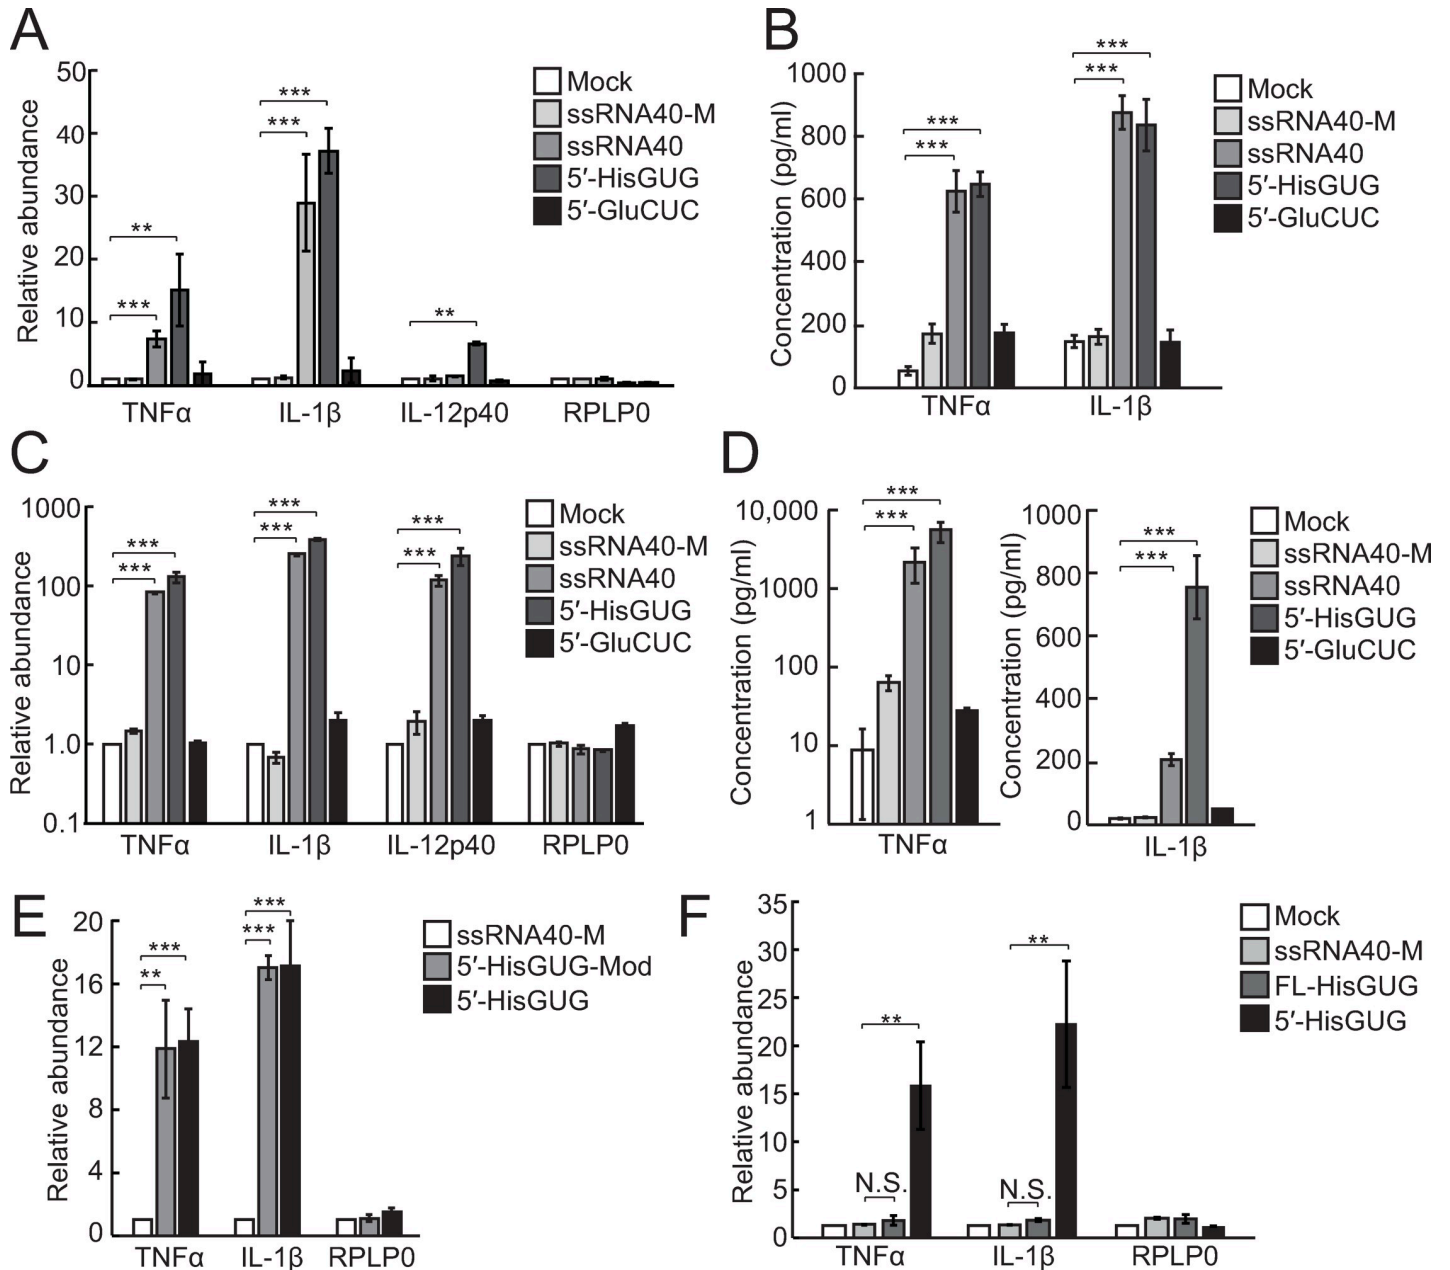 A
50
40
30
20
10
0
Relative abundance
**
***
***
***
**
TNFα
IL-1β
IL-12p40
RPLP0
Mock
ssRNA40-M
ssRNA40
5′-HisGUG
5′-GluCUC
B
1000
800
600
400
200
0
Concentration (pg/ml)
***
***
***
***
TNFα
IL-1β
Mock
ssRNA40-M
ssRNA40
5′-HisGUG
5′-GluCUC
C
1000
100
10
1.0
0.1
Relative abundance
***
***
***
***
***
***
TNFα
IL-1β
IL-12p40
RPLP0
Mock
ssRNA40-M
ssRNA40
5′-HisGUG
5′-GluCUC
D
10,000
1000
100
10
1
Concentration (pg/ml)
***
***
TNFα
1000
800
600
400
200
0
Concentration (pg/ml)
***
***
IL-1β
Mock
ssRNA40-M
ssRNA40
5′-HisGUG
5′-GluCUC
E
20
16
12
8
4
0
Relative abundance
***
**
***
***
TNFα
IL-1β
RPLP0
ssRNA40-M
5′-HisGUG-Mod
5′-HisGUG
F
35
30
25
20
15
10
5
0
Relative abundance
**
N.S.
**
N.S.
TNFα
IL-1β
RPLP0
Mock
ssRNA40-M
FL-HisGUG
5′-HisGUG